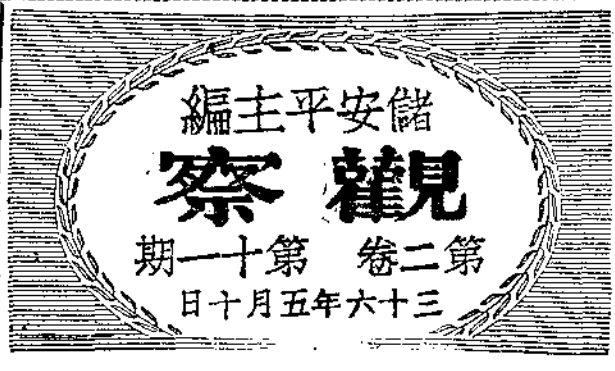 儲安平主編
觀察
第二卷 第十一期
三十六年五月十日